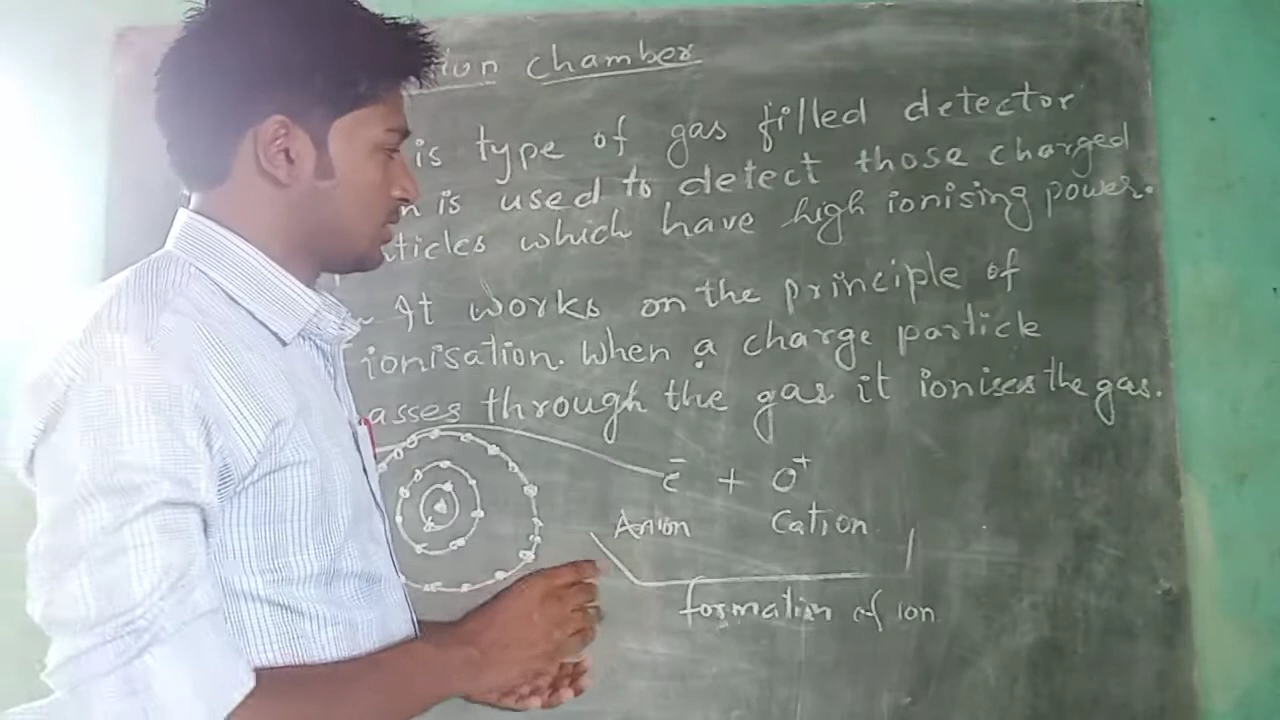 ion chamber
is type of gas filled detector
n is used to detect those charged
ticles which have high ionising power.
It works on the principle of
ionisation. When a charge particle
asses through the gas it ionises the gas.
e⁻ + O⁺
Anion Cation
formation of ion